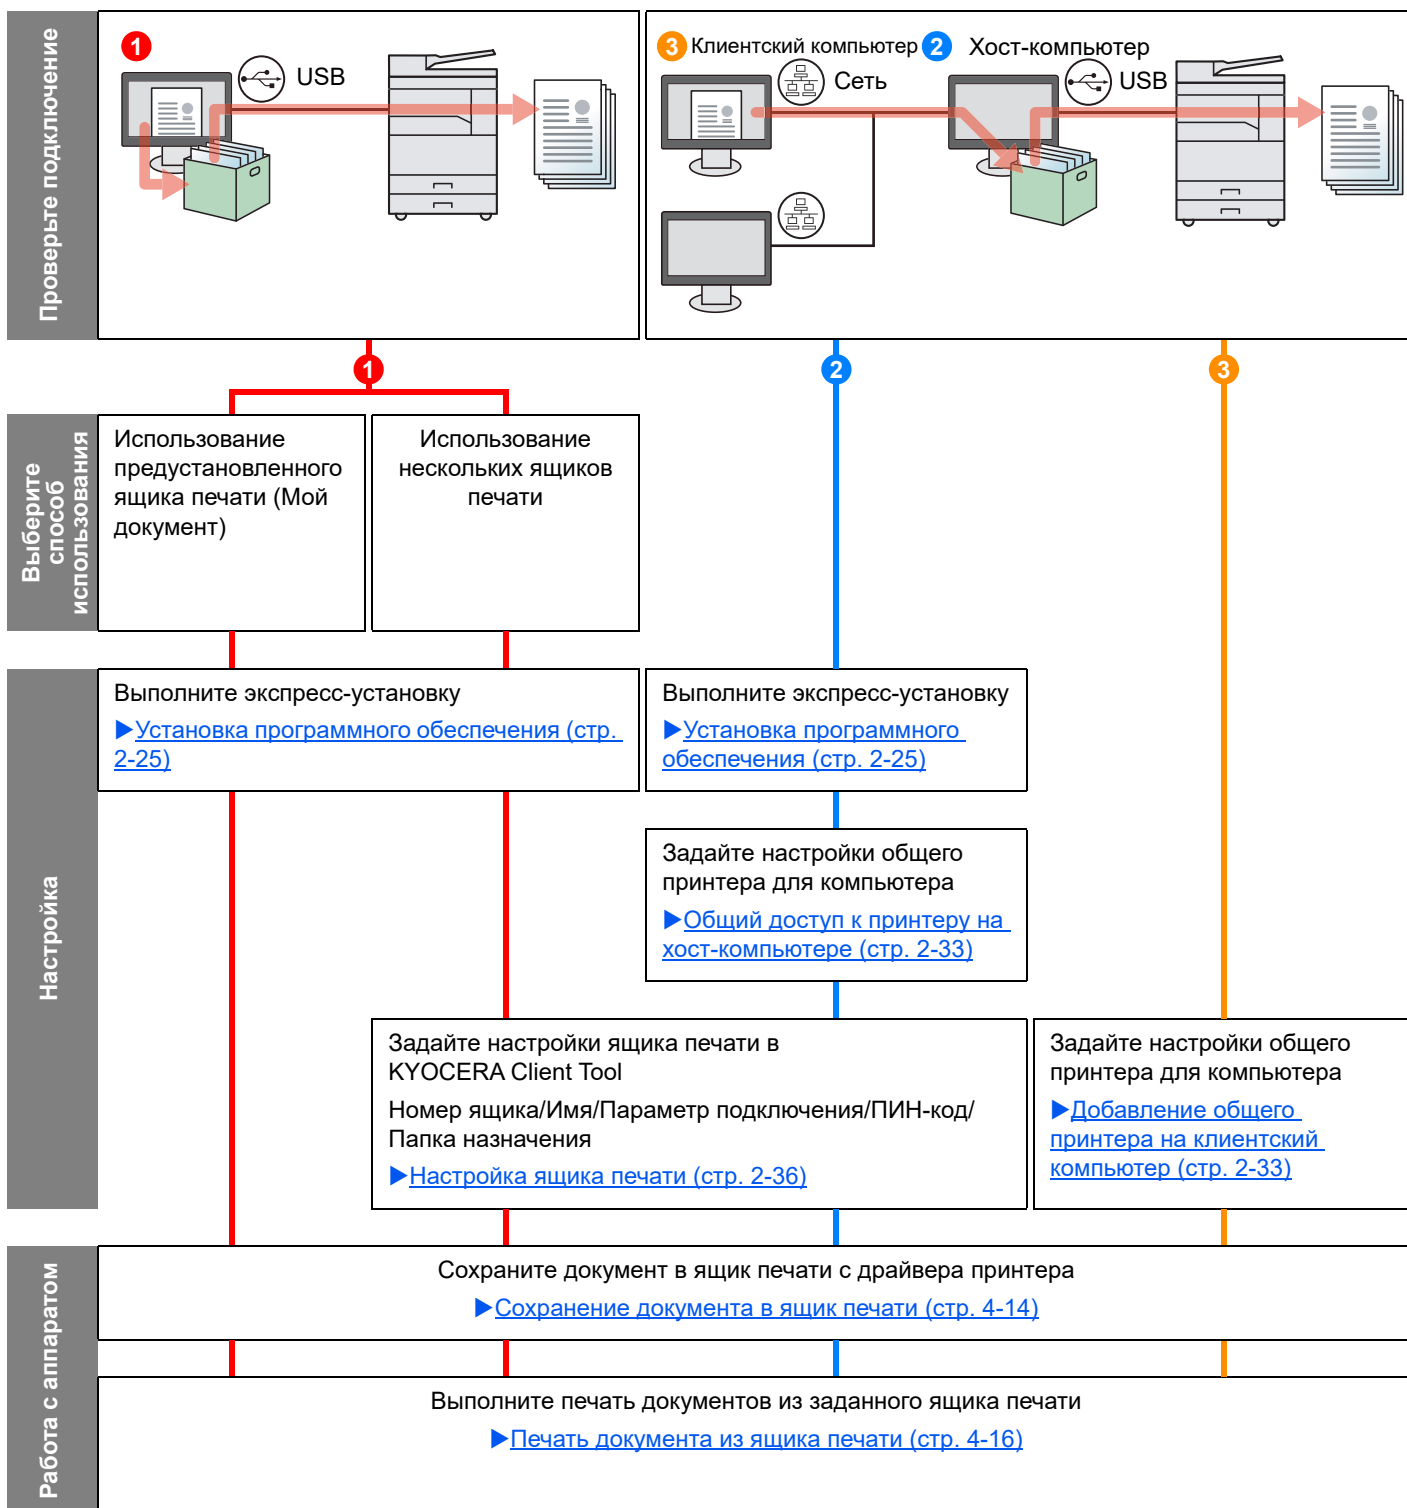 Проверьте подключение
1
USB
3 Клиентский компьютер
Сеть
2 Хост-компьютер
USB
1
2
3
Выберите
способ
использования
Использование
предустановленного
ящика печати (Мой
документ)
Использование
нескольких ящиков
печати
Настройка
Выполните экспресс-установку
▶Установка программного обеспечения (стр.
2-25)
Выполните экспресс-установку
▶Установка программного
обеспечения (стр. 2-25)
Задайте настройки общего
принтера для компьютера
▶Общий доступ к принтеру на
хост-компьютере (стр. 2-33)
Задайте настройки ящика печати в
KYOCERA Client Tool
Номер ящика/Имя/Параметр подключения/ПИН-код/
Папка назначения
▶Настройка ящика печати (стр. 2-36)
Задайте настройки общего
принтера для компьютера
▶Добавление общего
принтера на клиентский
компьютер (стр. 2-33)
Работа с аппаратом
Сохраните документ в ящик печати с драйвера принтера
▶Сохранение документа в ящик печати (стр. 4-14)
Выполните печать документов из заданного ящика печати
▶Печать документа из ящика печати (стр. 4-16)